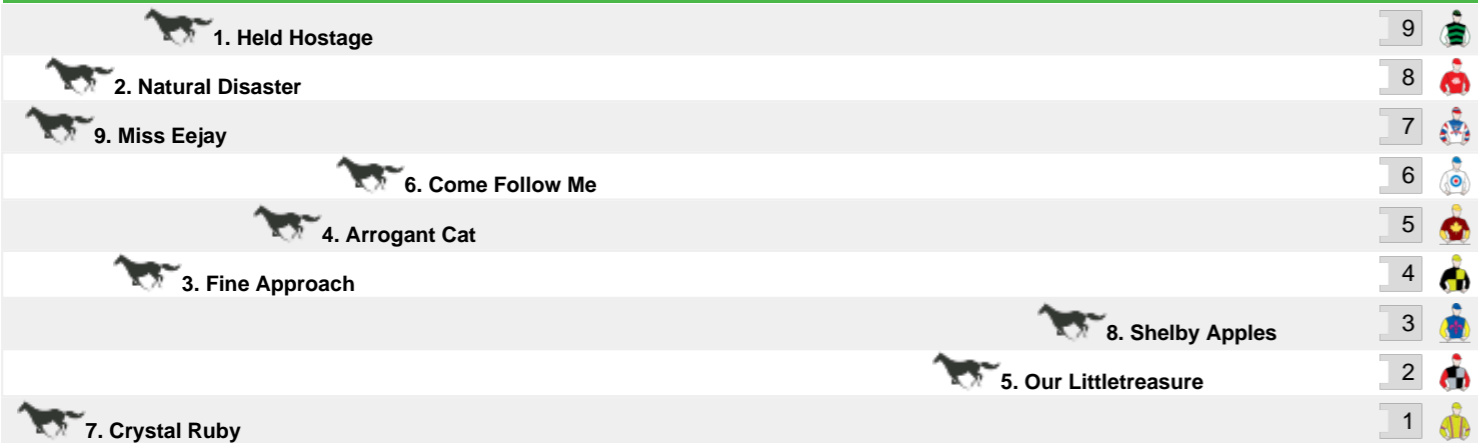 1. Held Hostage 9
2. Natural Disaster 8
9. Miss Eejay 7
6. Come Follow Me 6
4. Arrogant Cat 5
3. Fine Approach 4
8. Shelby Apples 3
5. Our Littletreasure 2
7. Crystal Ruby 1